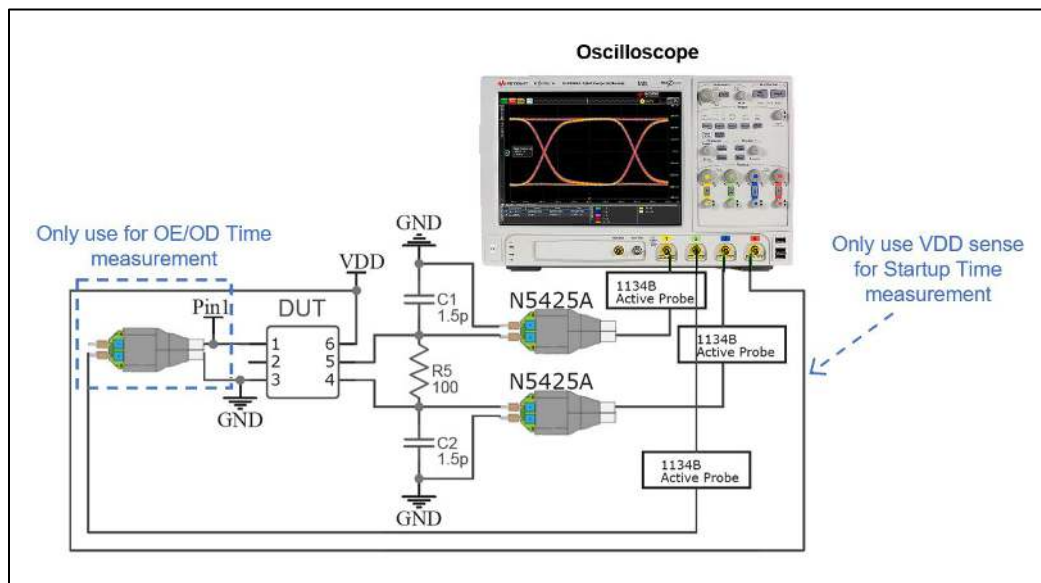 Oscilloscope
KEYSIGHT
Only use for OE/OD Time
measurement
GND
VDD
Only use VDD sense
for Startup Time
measurement
1134B
Active Probe
Pin1
DUT
C1
1.5p
N5425A
1134B
Active Probe
1
6
2
5
3
4
R5
100
N5425A
GND
C2
1.5p
1134B
Active Probe
GND